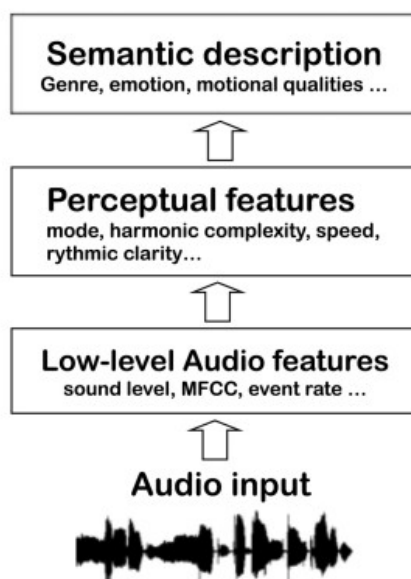 Semantic description
Genre, emotion, motional qualities ...
Perceptual features
mode, harmonic complexity, speed,
rythmic clarity...
Low-level Audio features
sound level, MFCC, event rate ...
Audio input